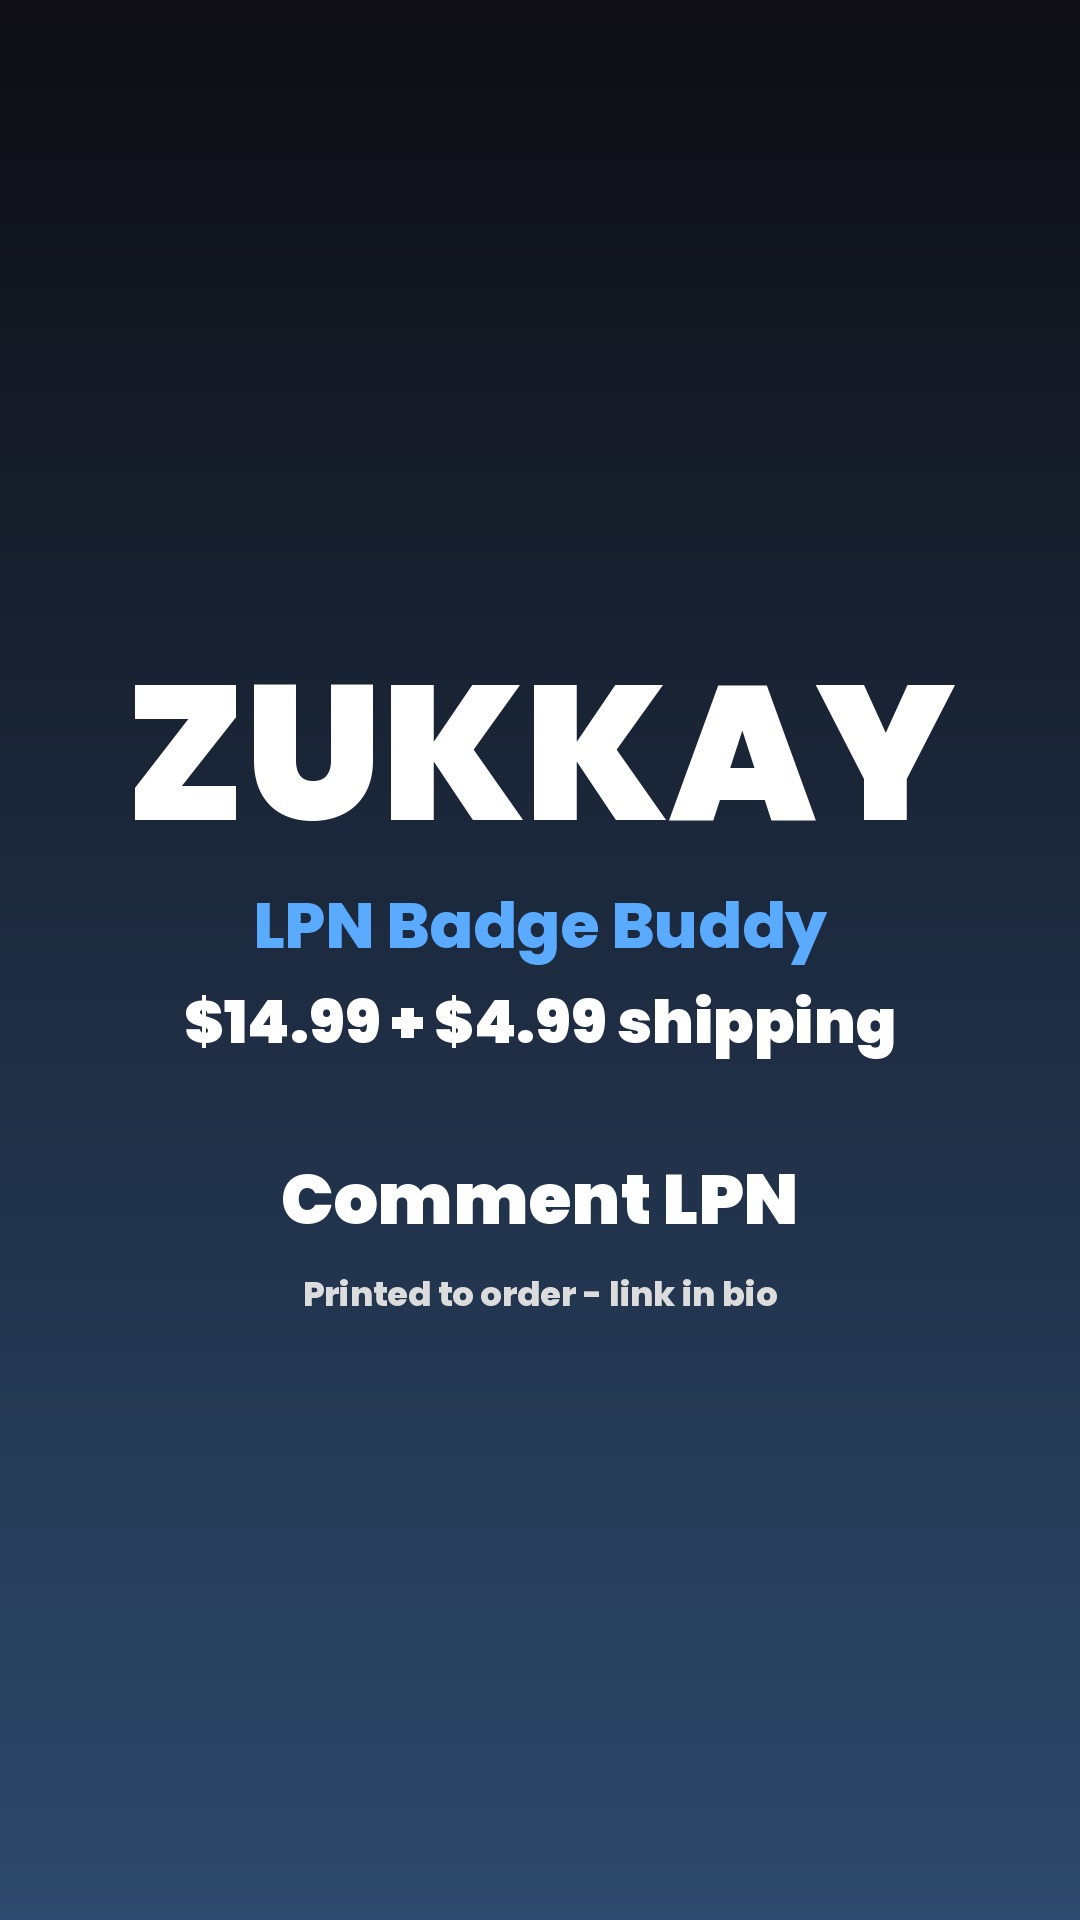 ZUKKAY
LPN Badge Buddy
$14.99 + $4.99 shipping
Comment LPN
Printed to order - link in bio